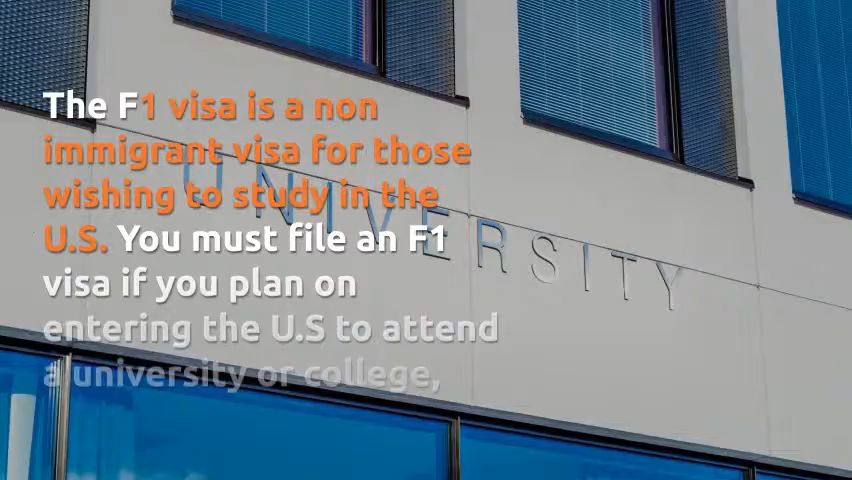 The F1 visa is a non
immigrant visa for those
wishing to study in the
U.S. You must file an F1
visa if you plan on
entering the U.S to attend
a university or college,
UNIVERSITY